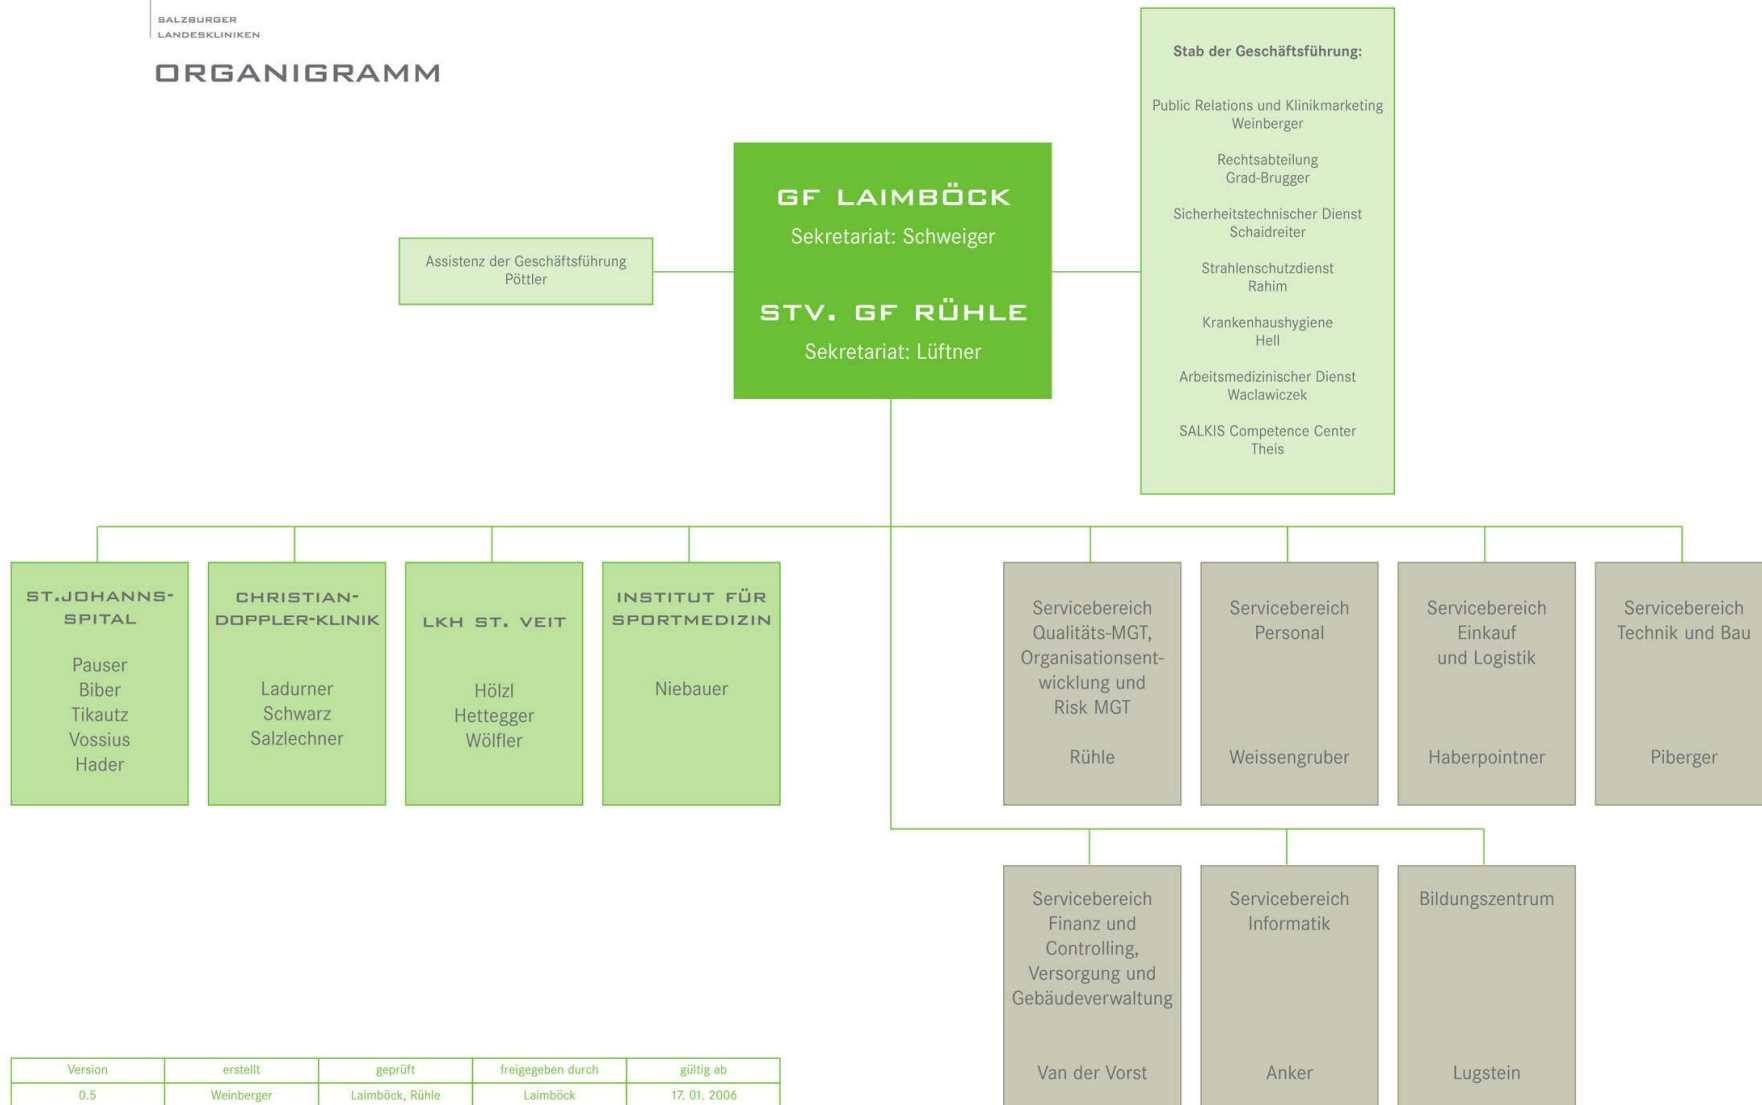 SALZBURGER
LANDESKLINIKEN
ORGANIGRAMM
Stab der Geschäftsführung:
Public Relations und Klinikmarketing
Weinberger
Rechtsabteilung
Grad-Brugger
Sicherheitstechnischer Dienst
Schaidreiter
Strahlenschutzdienst
Rahim
Krankenhaushygiene
Hell
Arbeitsmedizinischer Dienst
Waclawiczek
SALKIS Competence Center
Theis
GF LAIMBÖCK
Sekretariat: Schweiger
STV. GF RÜHLE
Sekretariat: Lüftner
Assistenz der Geschäftsführung
Pöttler
ST.JOHANNS-
SPITAL
Pauser
Biber
Tikautz
Vossius
Hader
CHRISTIAN-
DOPPLER-KLINIK
Ladurner
Schwarz
Salzlechner
LKH ST. VEIT
Hölzl
Hettegger
Wölfler
INSTITUT FÜR
SPORTMEDIZIN
Niebauer
Servicebereich
Qualitäts-MGT,
Organisationsent-
wicklung und
Risk MGT
Rühle
Servicebereich
Personal
Weissengruber
Servicebereich
Einkauf
und Logistik
Haberpointner
Servicebereich
Technik und Bau
Piberger
Servicebereich
Finanz und
Controlling,
Versorgung und
Gebäudeverwaltung
Van der Vorst
Servicebereich
Informatik
Anker
Bildungszentrum
Lugstein
Version erstellt geprüft freigegeben durch gültig ab
0.5 Weinberger Laimböck, Rühle Laimböck 17. 01. 2006